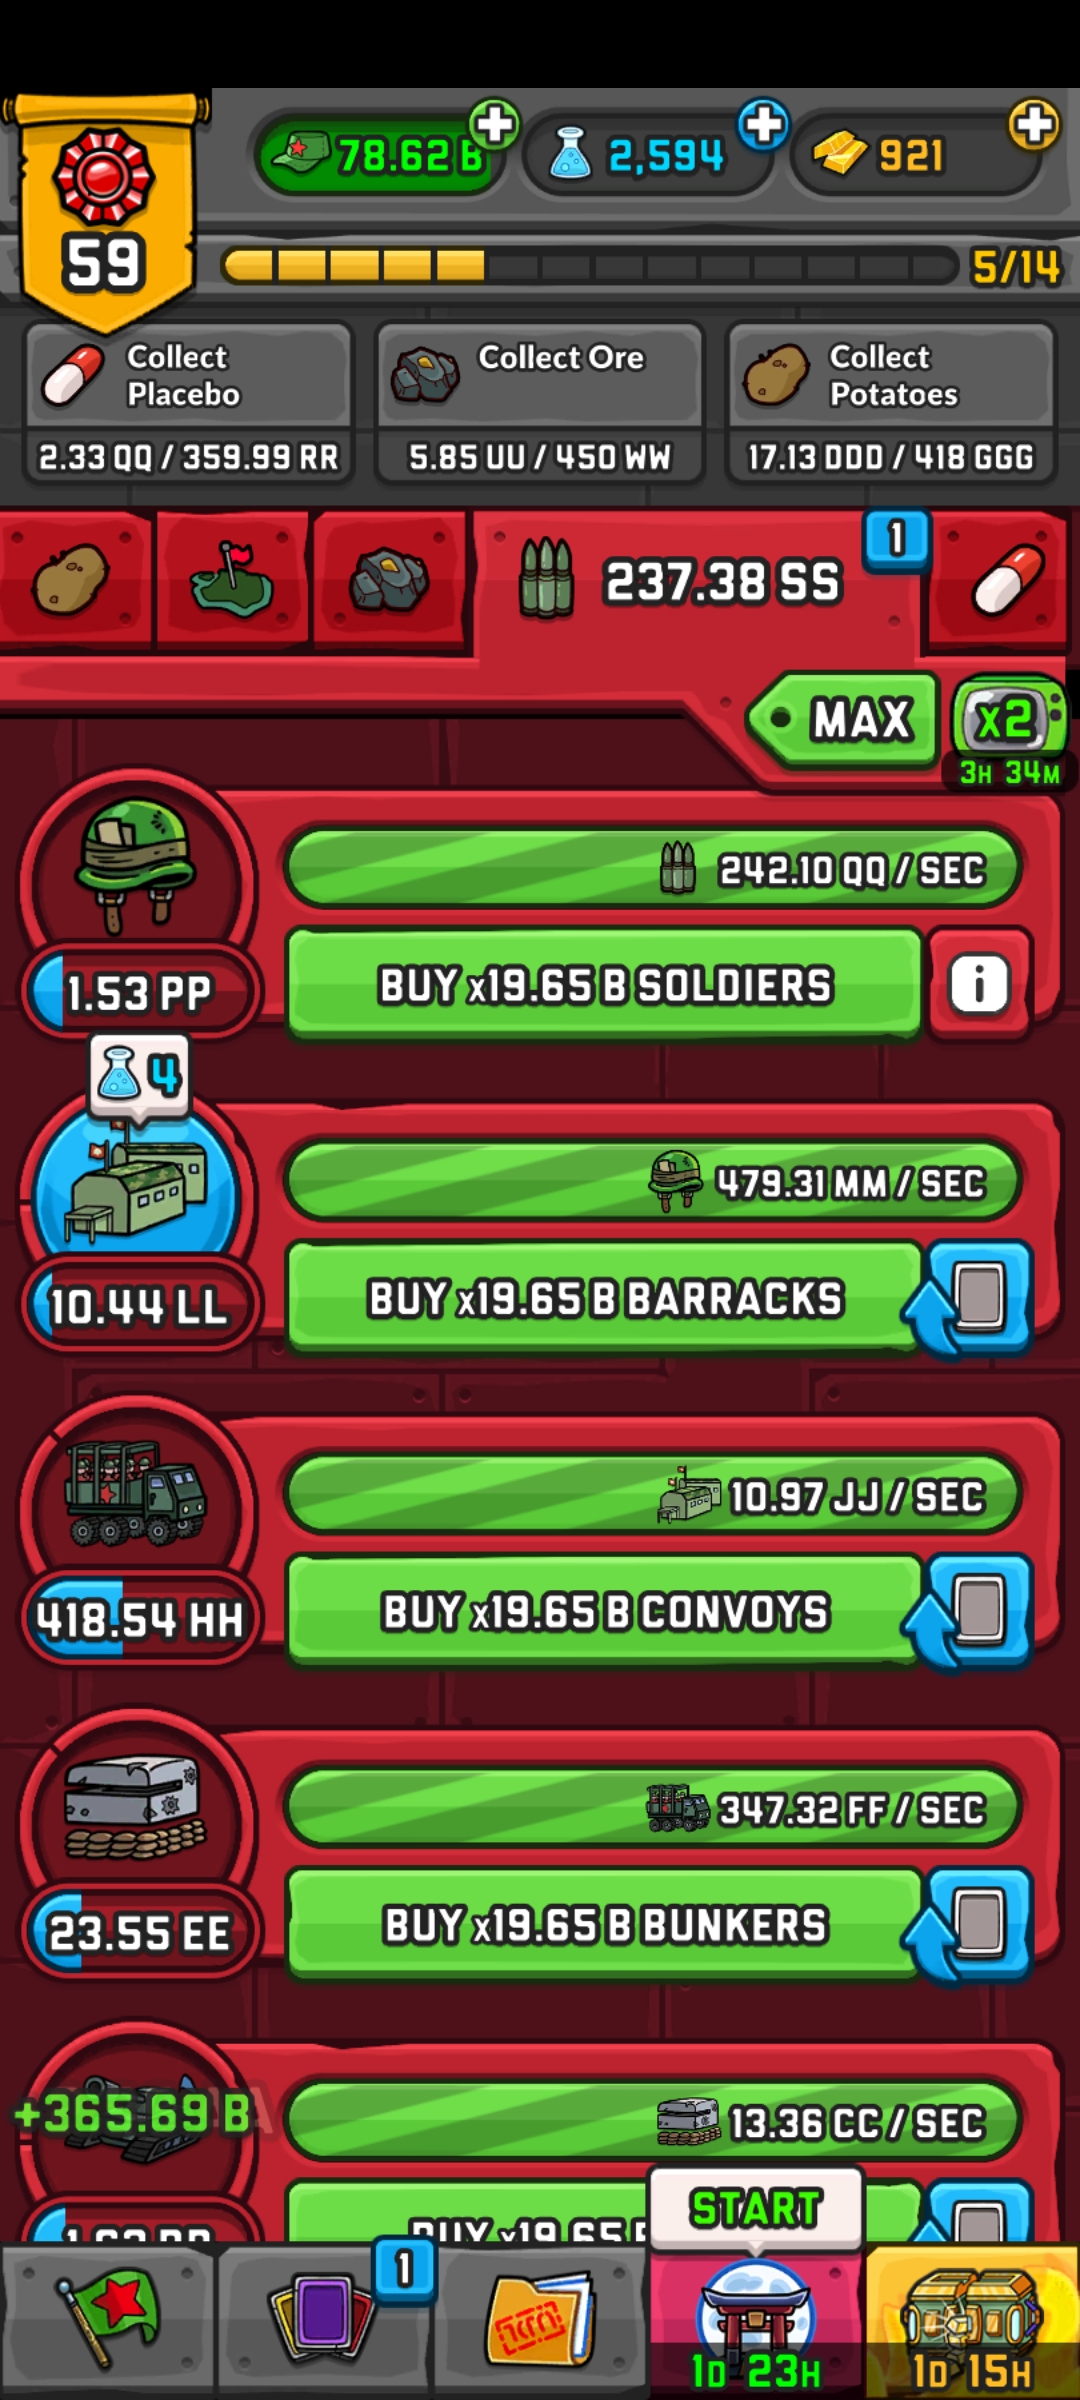 78.62 B
2,594
921
59
5/14
Collect
Placebo
2.33 QQ / 359.99 RR
Collect Ore
5.85 UU / 450 WW
Collect
Potatoes
17.13 DDD / 418 GGG
237.38 SS
1
MAX
x2
3H 34M
242.10 QQ / SEC
1.53 PP
BUY x19.65 B SOLDIERS
i
4
479.31 MM / SEC
10.44 LL
BUY x19.65 B BARRACKS
10.97 JJ / SEC
418.54 HH
BUY x19.65 B CONVOYS
347.32 FF / SEC
23.55 EE
BUY x19.65 B BUNKERS
+365.69 B
13.36 CC / SEC
BUY x19.65
START
1
1D 23H
1D 15H